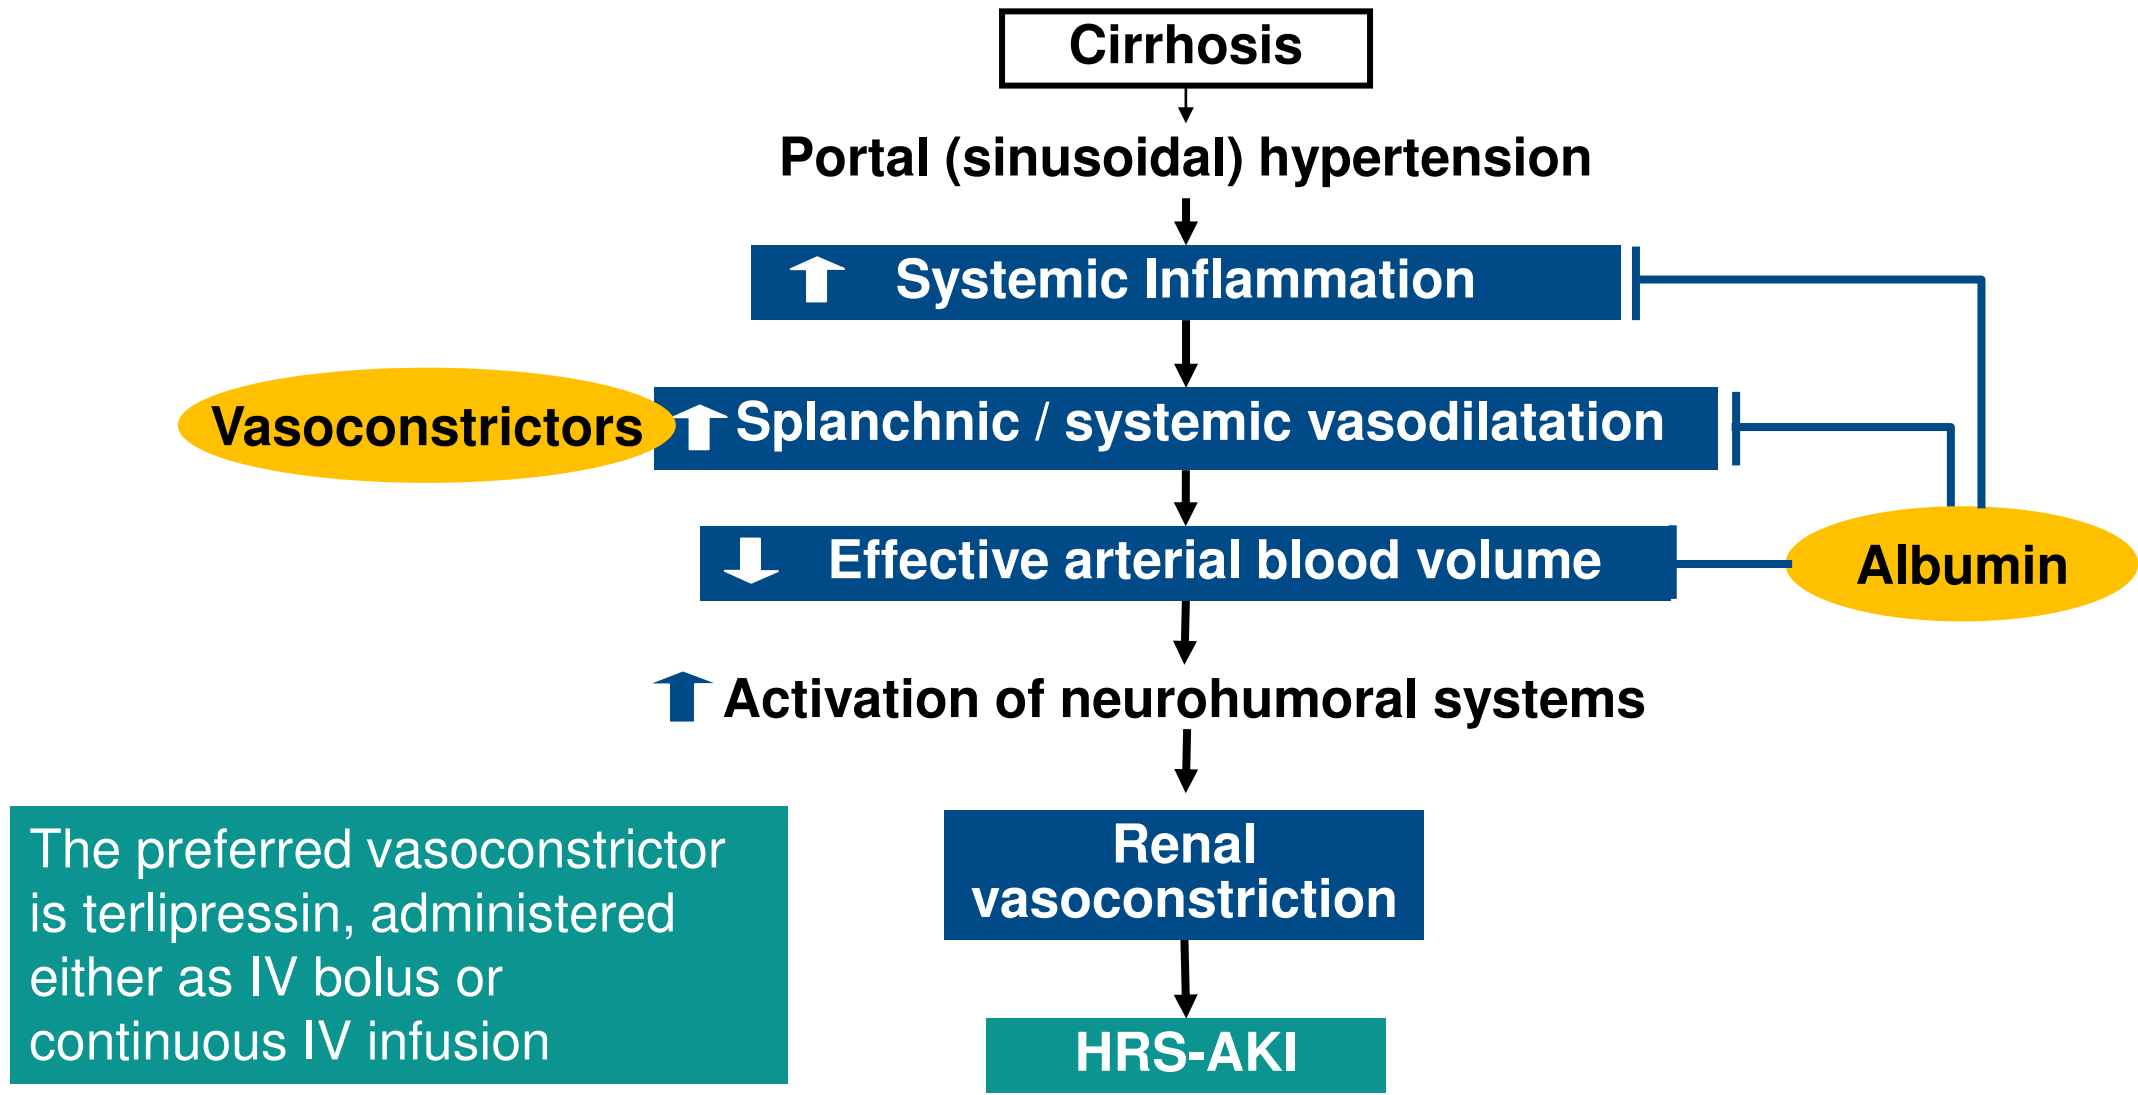 Cirrhosis
Portal (sinusoidal) hypertension
Systemic Inflammation
Vasoconstrictors
Splanchnic / systemic vasodilatation
Effective arterial blood volume
Albumin
Activation of neurohumoral systems
Renal
vasoconstriction
The preferred vasoconstrictor
is terlipressin, administered
either as IV bolus or
continuous IV infusion
HRS-AKI